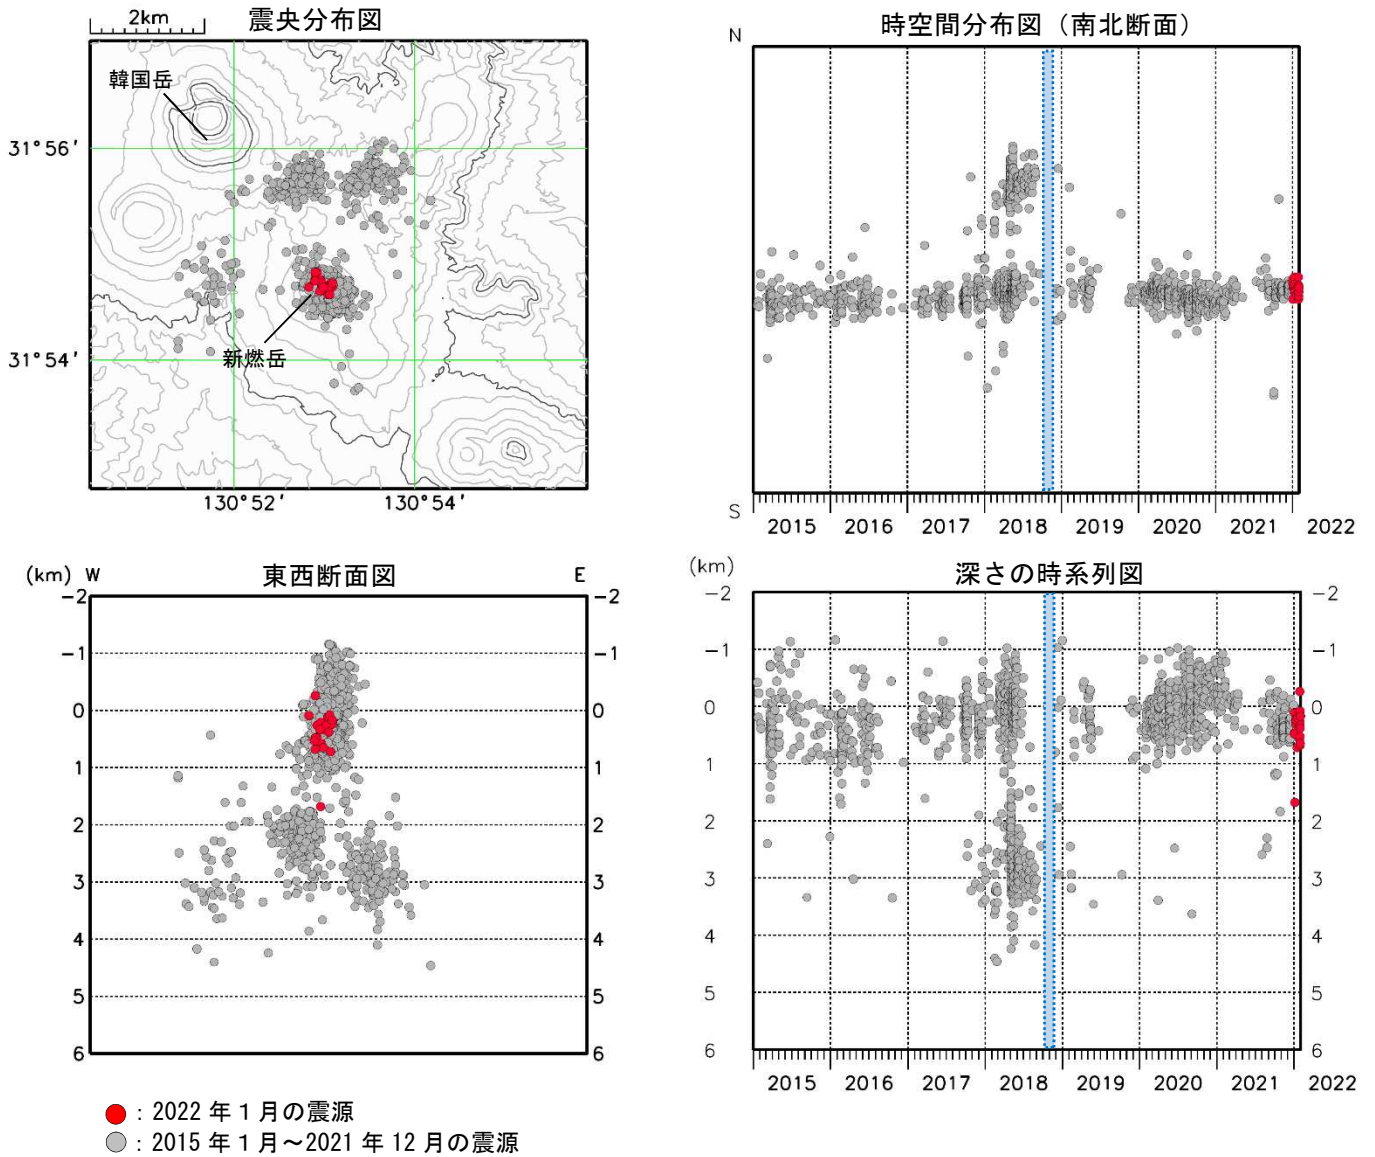 2km
震央分布図
韓国岳
新燃岳
31°56′
31°54′
130°52′
130°54′
時空間分布図（南北断面）
N
S
2015 2016 2017 2018 2019 2020 2021 2022
東西断面図
(km) W
E
-2 -2
-1 -1
0 0
1 1
2 2
3 3
4 4
5 5
6 6
深さの時系列図
(km)
-2 -2
-1 -1
0 0
1 1
2 2
3 3
4 4
5 5
6 6
2015 2016 2017 2018 2019 2020 2021 2022
：2022 年 1 月の震源
：2015 年 1 月～2021 年 12 月の震源